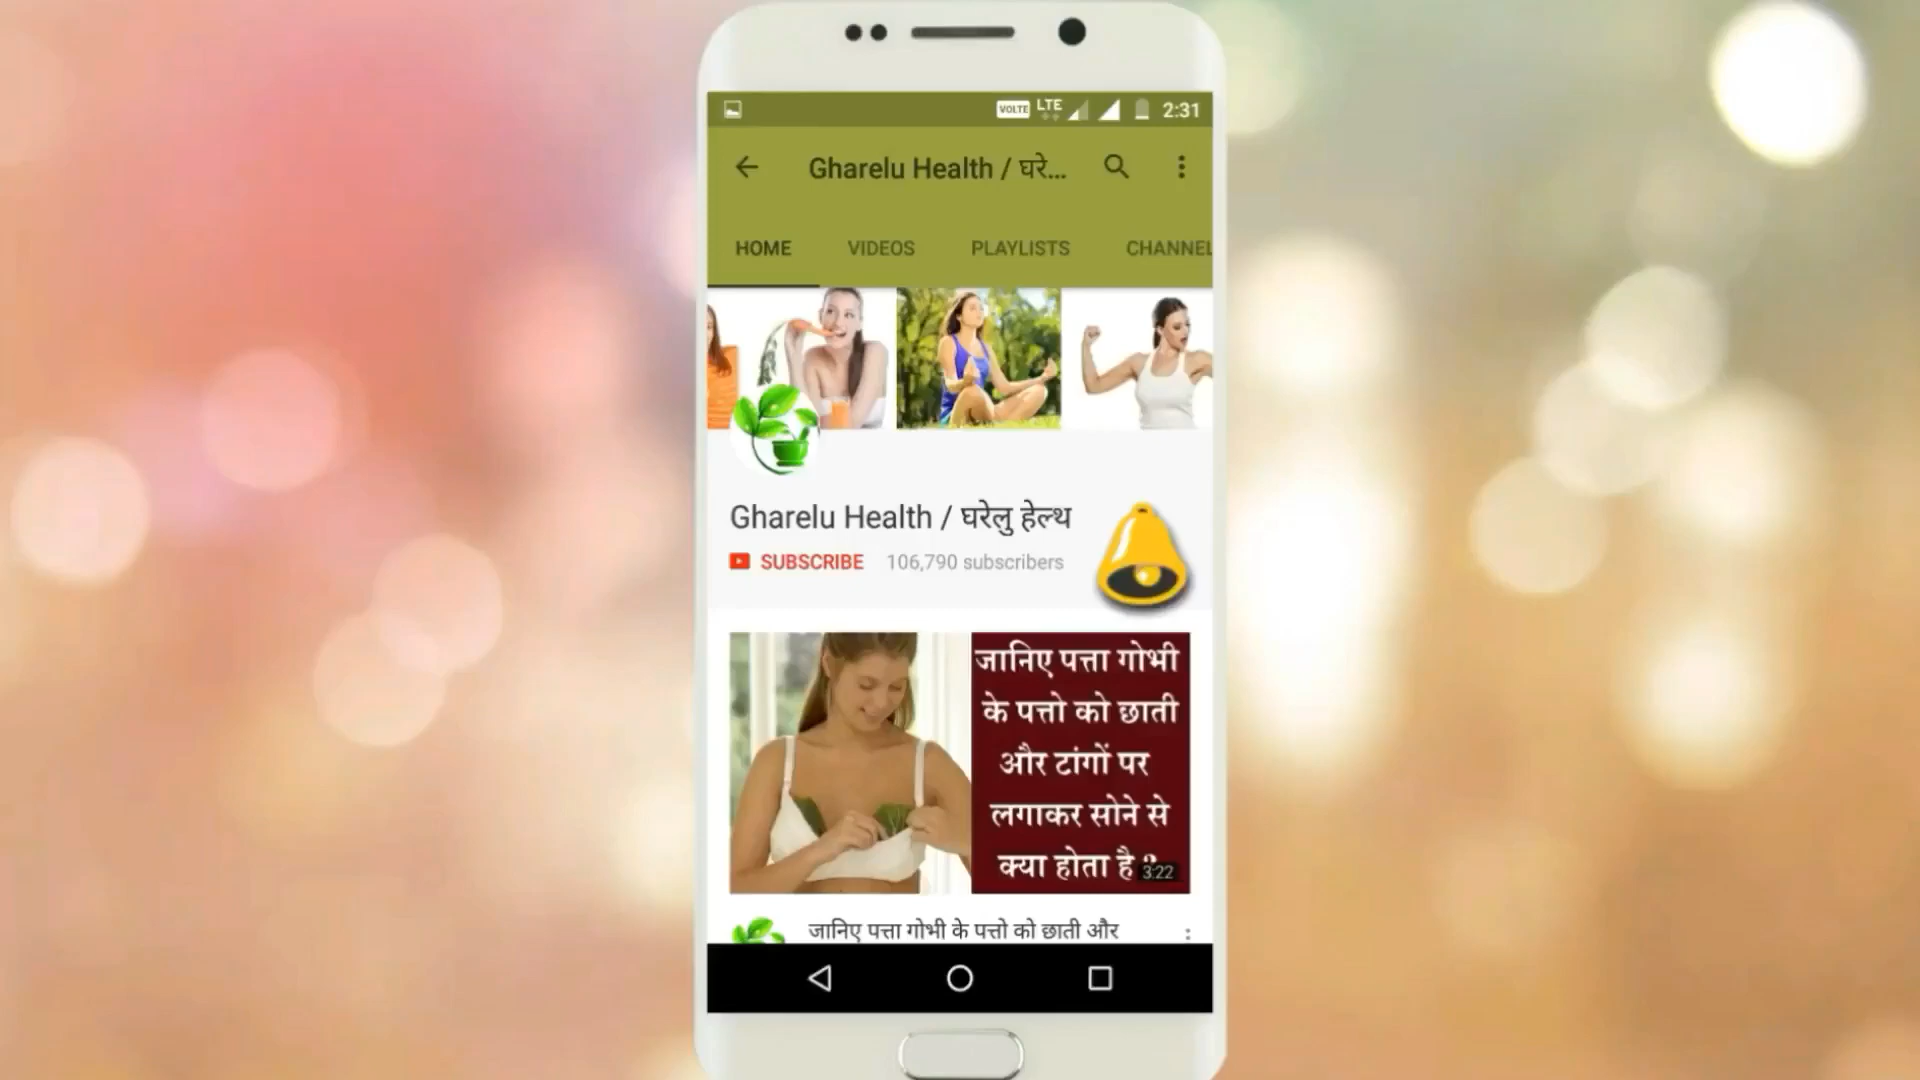 VOLTE LTE 2:31
Gharelu Health / घरे...
HOME VIDEOS PLAYLISTS CHANNEL
Gharelu Health / घरेलु हेल्थ
SUBSCRIBE 106,790 subscribers
जानिए पत्ता गोभी
के पत्तो को छाती
और टांगों पर
लगाकर सोने से
क्या होता है ?
3:22
जानिए पत्ता गोभी के पत्तो को छाती और